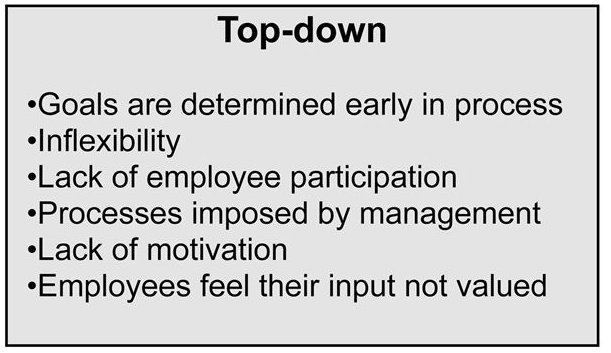 Top-down
•Goals are determined early in process
•Inflexibility
•Lack of employee participation
•Processes imposed by management
•Lack of motivation
•Employees feel their input not valued